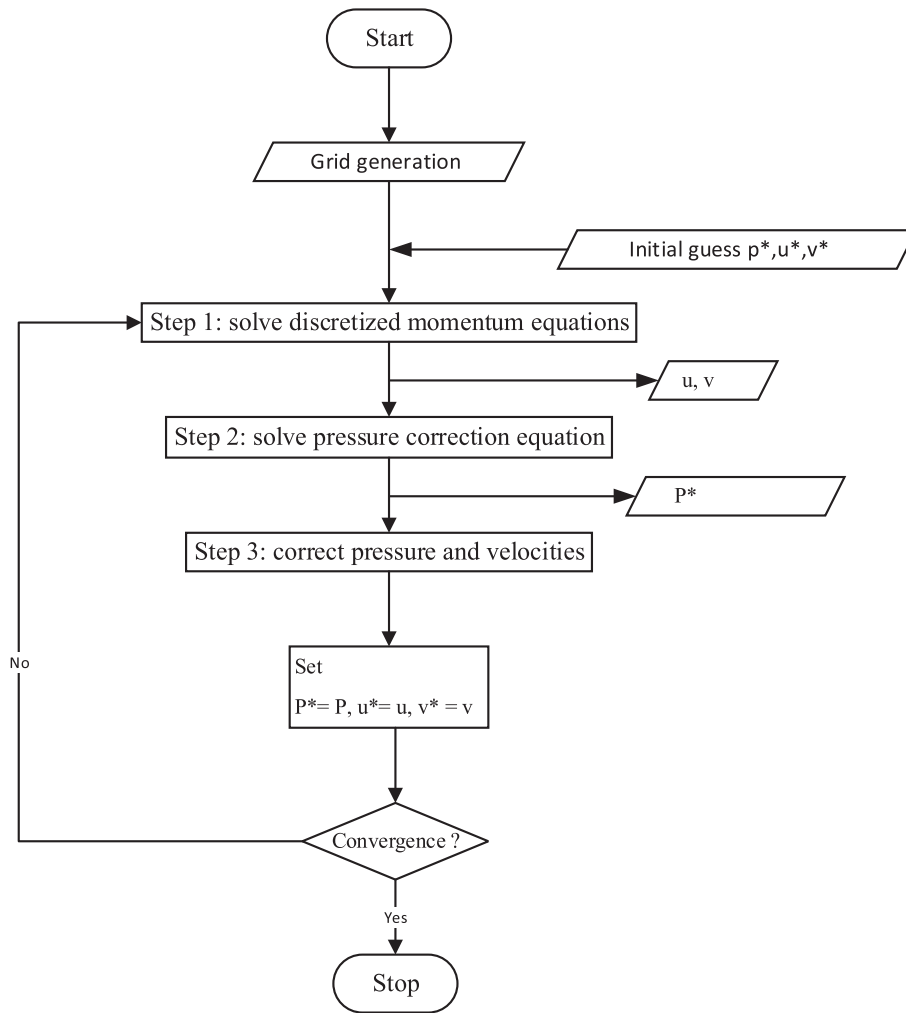 Start
Grid generation
Initial guess p*,u*,v*
Step 1: solve discretized momentum equations
u, v
Step 2: solve pressure correction equation
P*
Step 3: correct pressure and velocities
No
Set
P*= P, u*= u, v* = v
Convergence ?
Yes
Stop